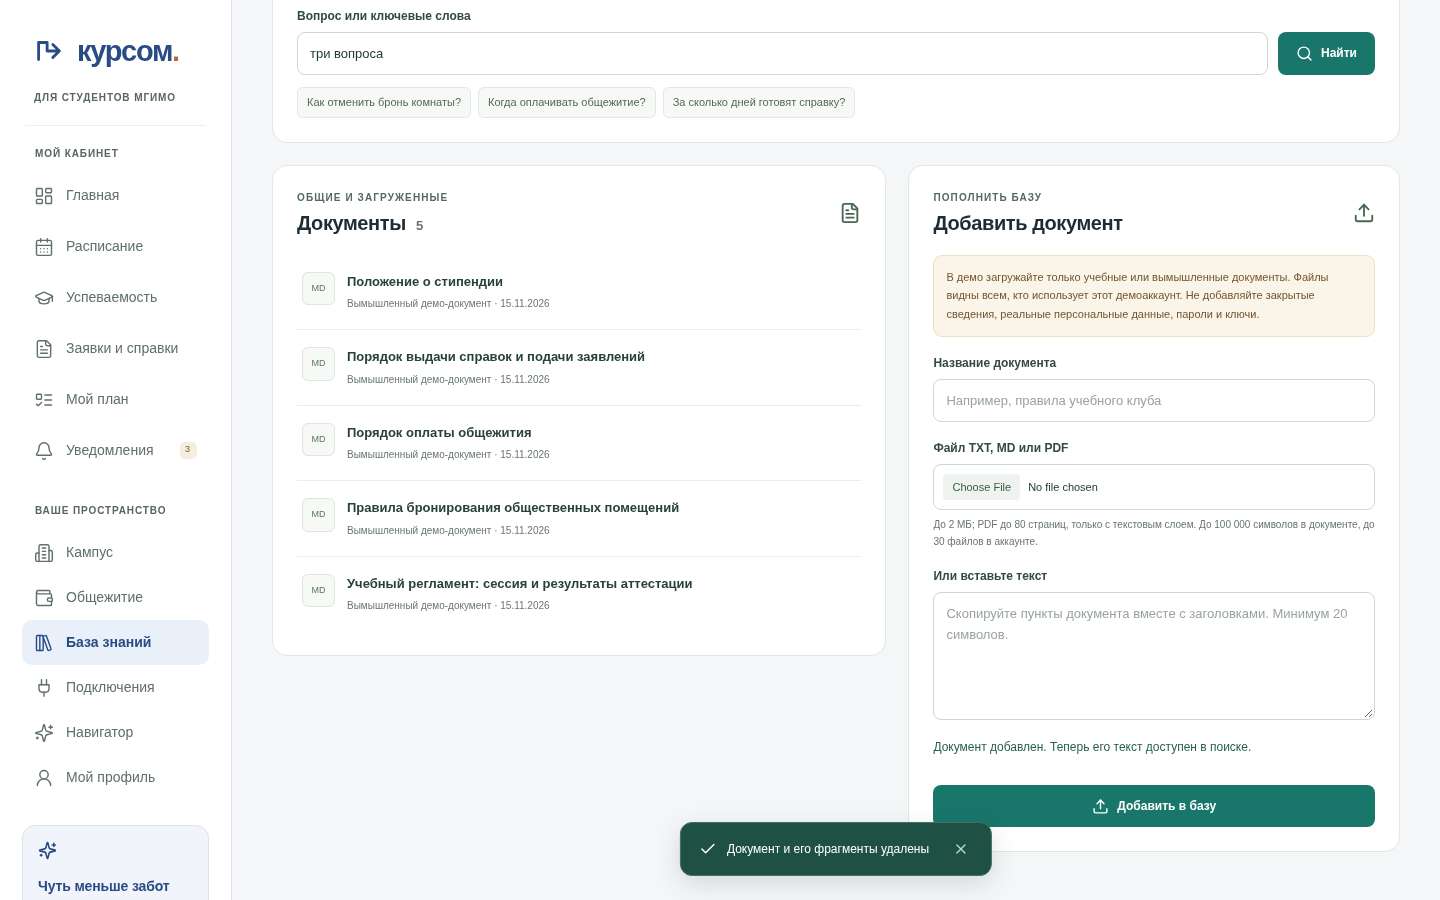 курсом.
ДЛЯ СТУДЕНТОВ МГИМО
МОЙ КАБИНЕТ
Главная
Расписание
Успеваемость
Заявки и справки
Мой план
Уведомления 3
ВАШЕ ПРОСТРАНСТВО
Кампус
Общежитие
База знаний
Подключения
Навигатор
Мой профиль
Чуть меньше забот
Вопрос или ключевые слова
три вопроса
Найти
Как отменить бронь комнаты? Когда оплачивать общежитие? За сколько дней готовят справку?
ОБЩИЕ И ЗАГРУЖЕННЫЕ
Документы 5
MD
Положение о стипендии
Вымышленный демо-документ · 15.11.2026
MD
Порядок выдачи справок и подачи заявлений
Вымышленный демо-документ · 15.11.2026
MD
Порядок оплаты общежития
Вымышленный демо-документ · 15.11.2026
MD
Правила бронирования общественных помещений
Вымышленный демо-документ · 15.11.2026
MD
Учебный регламент: сессия и результаты аттестации
Вымышленный демо-документ · 15.11.2026
ПОПОЛНИТЬ БАЗУ
Добавить документ
В демо загружайте только учебные или вымышленные документы. Файлы
видны всем, кто использует этот демоаккаунт. Не добавляйте закрытые
сведения, реальные персональные данные, пароли и ключи.
Название документа
Например, правила учебного клуба
Файл TXT, MD или PDF
Choose File No file chosen
До 2 МБ; PDF до 80 страниц, только с текстовым слоем. До 100 000 символов в документе, до
30 файлов в аккаунте.
Или вставьте текст
Скопируйте пункты документа вместе с заголовками. Минимум 20
символов.
Документ добавлен. Теперь его текст доступен в поиске.
Добавить в базу
Документ и его фрагменты удалены